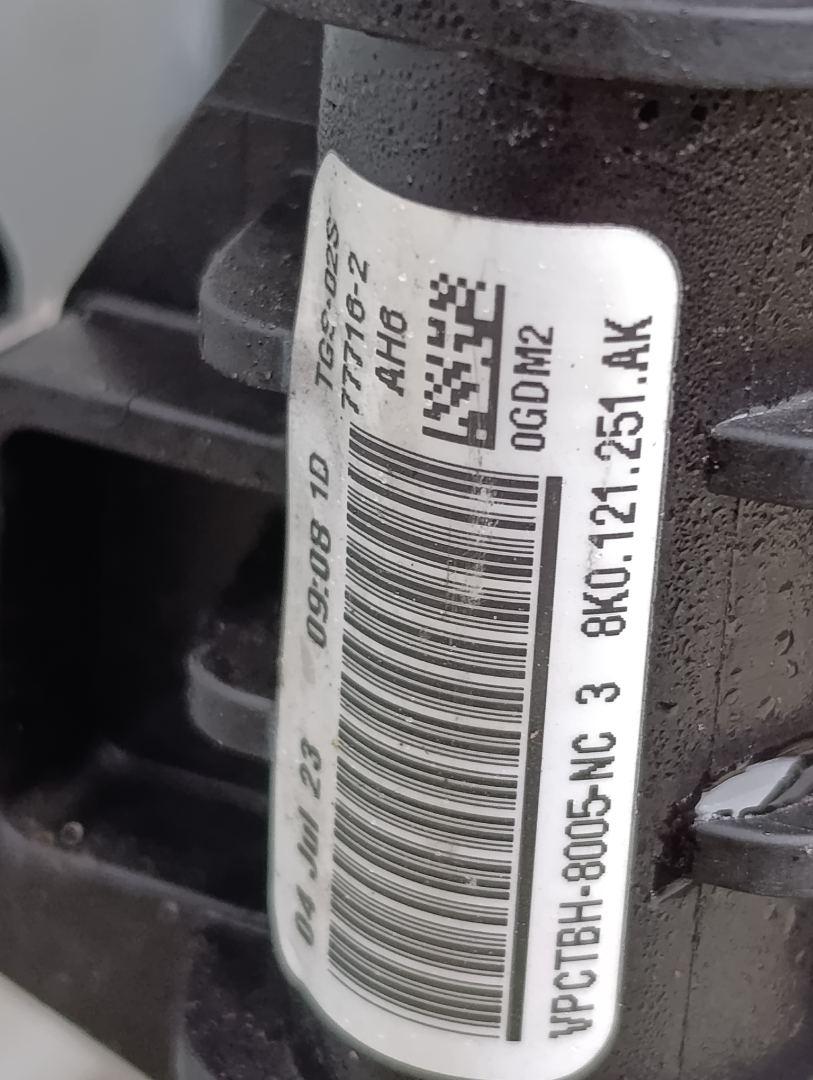 TGS-02S
77716-2
AH6
0GDM2
04 Jul 23 09:08 1D
VPCTBH-8005-NC 3 8K0.121.251.AK